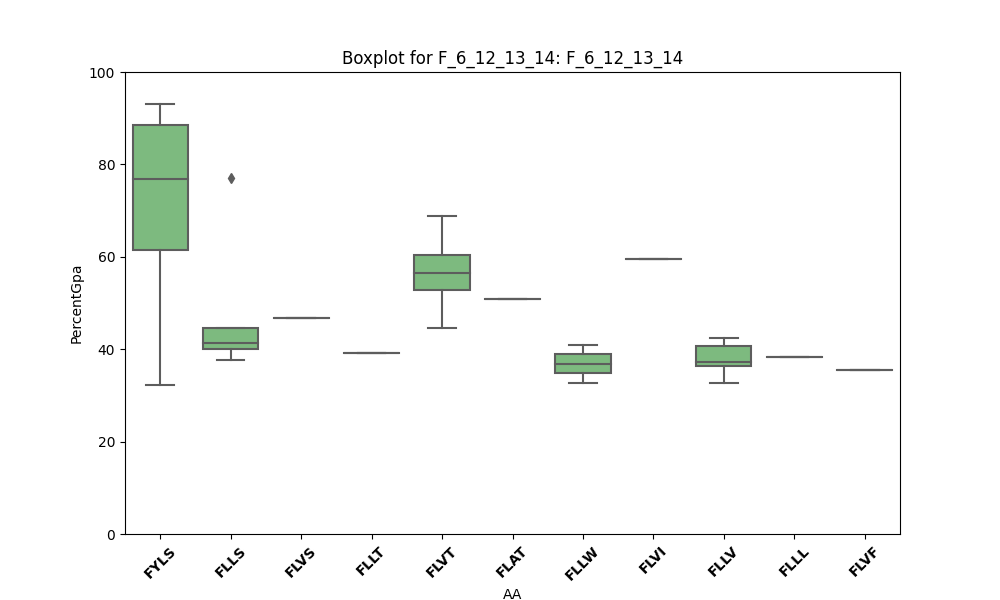 Boxplot for F_6_12_13_14: F_6_12_13_14
100
80
60
40
20
0
PercentGpa
FYLS FLLS FLVS FLLT FLVT FLAT FLLW FLVI FLLV FLLL FLVF
AA